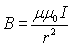 B = μμ₀I / r²